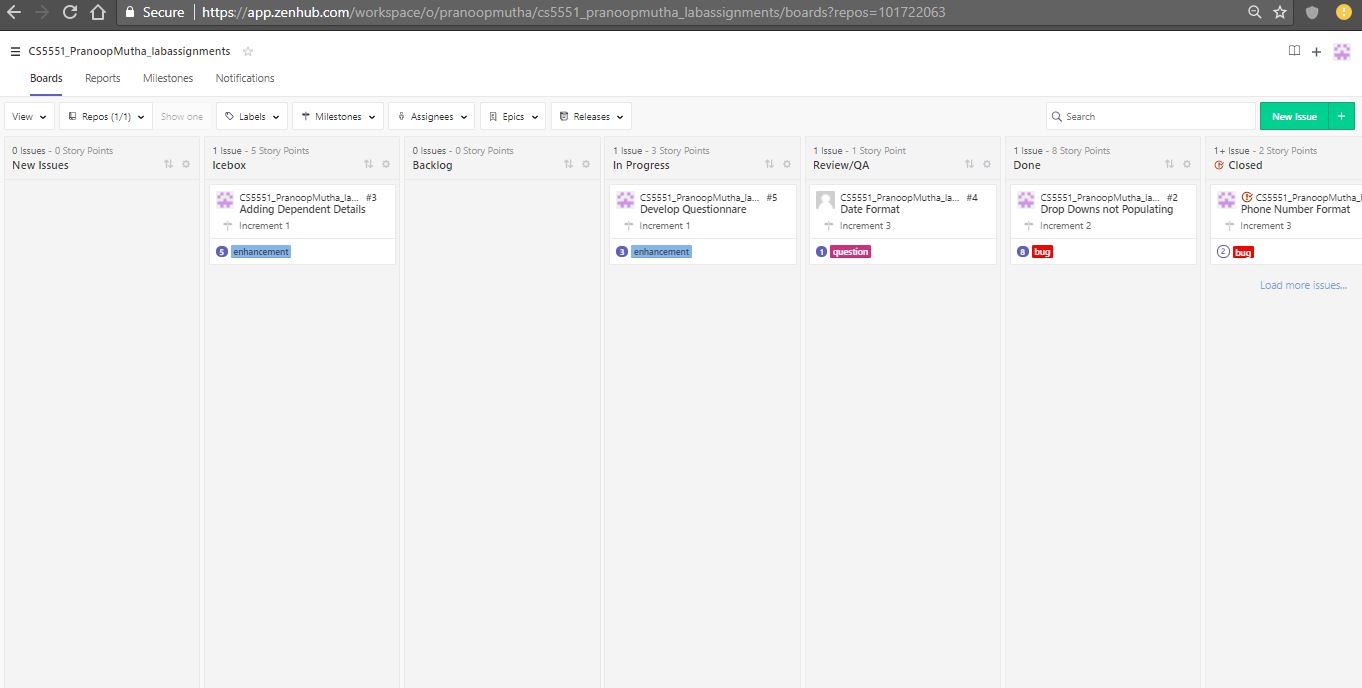 Secure https://app.zenhub.com/workspace/o/pranoopmutha/cs5551_pranoopmutha_labassignments/boards?repos=101722063
CS5551_PranoopMutha_labassignments
Boards Reports Milestones Notifications
View Repos (1/1) Show one Labels Milestones Assignees Epics Releases Search New Issue +
0 Issues - 0 Story Points
New Issues
1 Issue - 5 Story Points
Icebox
CS5551_PranoopMutha_la... #3
Adding Dependent Details
Increment 1
5 enhancement
0 Issues - 0 Story Points
Backlog
1 Issue - 3 Story Points
In Progress
CS5551_PranoopMutha_la... #5
Develop Questionnare
Increment 1
3 enhancement
1 Issue - 1 Story Point
Review/QA
CS5551_PranoopMutha_la... #4
Date Format
Increment 3
1 question
1 Issue - 8 Story Points
Done
CS5551_PranoopMutha_la... #2
Drop Downs not Populating
Increment 2
8 bug
1+ Issue - 2 Story Points
Closed
CS5551_PranoopMutha_la...
Phone Number Format
Increment 3
2 bug
Load more issues...